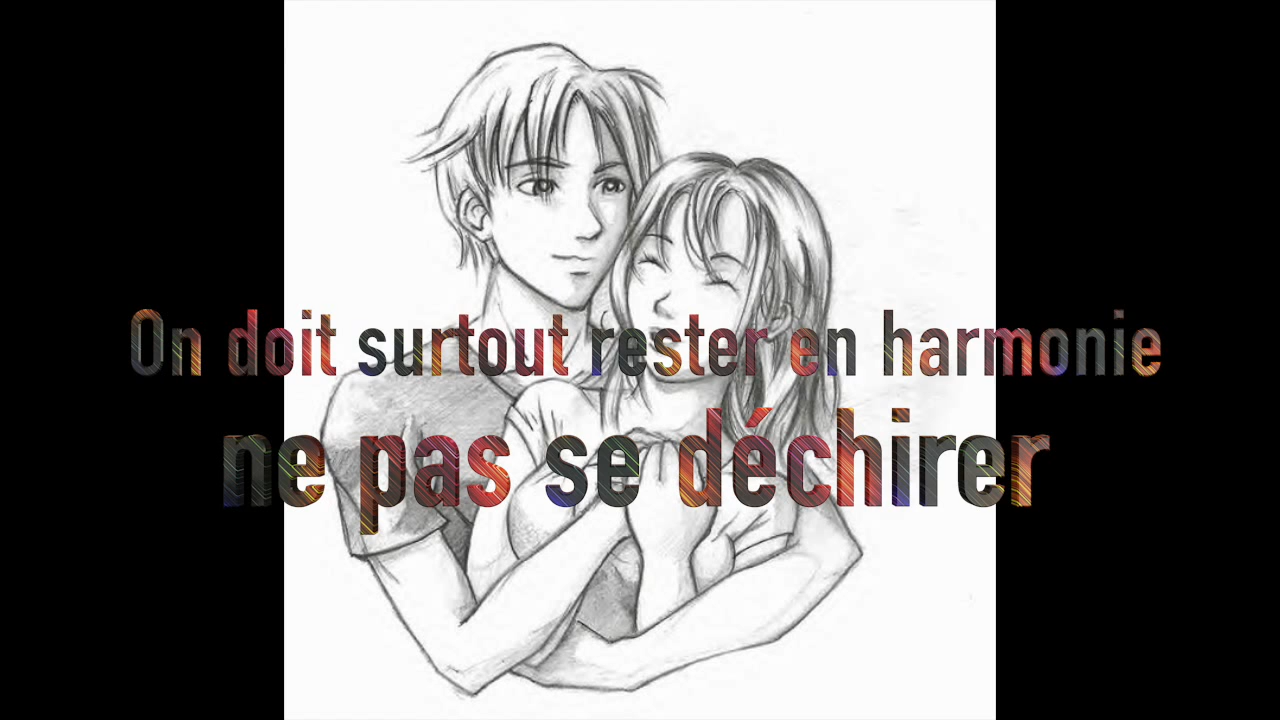 On doit surtout rester en harmonie
ne pas se déchirer